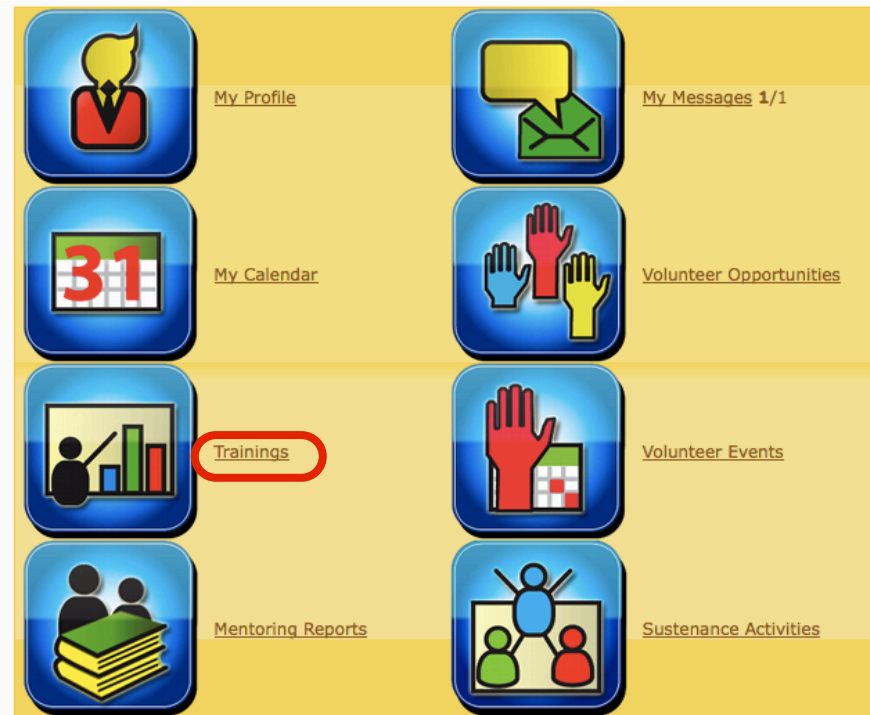 My Profile
My Messages 1/1
31
My Calendar
Volunteer Opportunities
Trainings
Volunteer Events
Mentoring Reports
Sustenance Activities